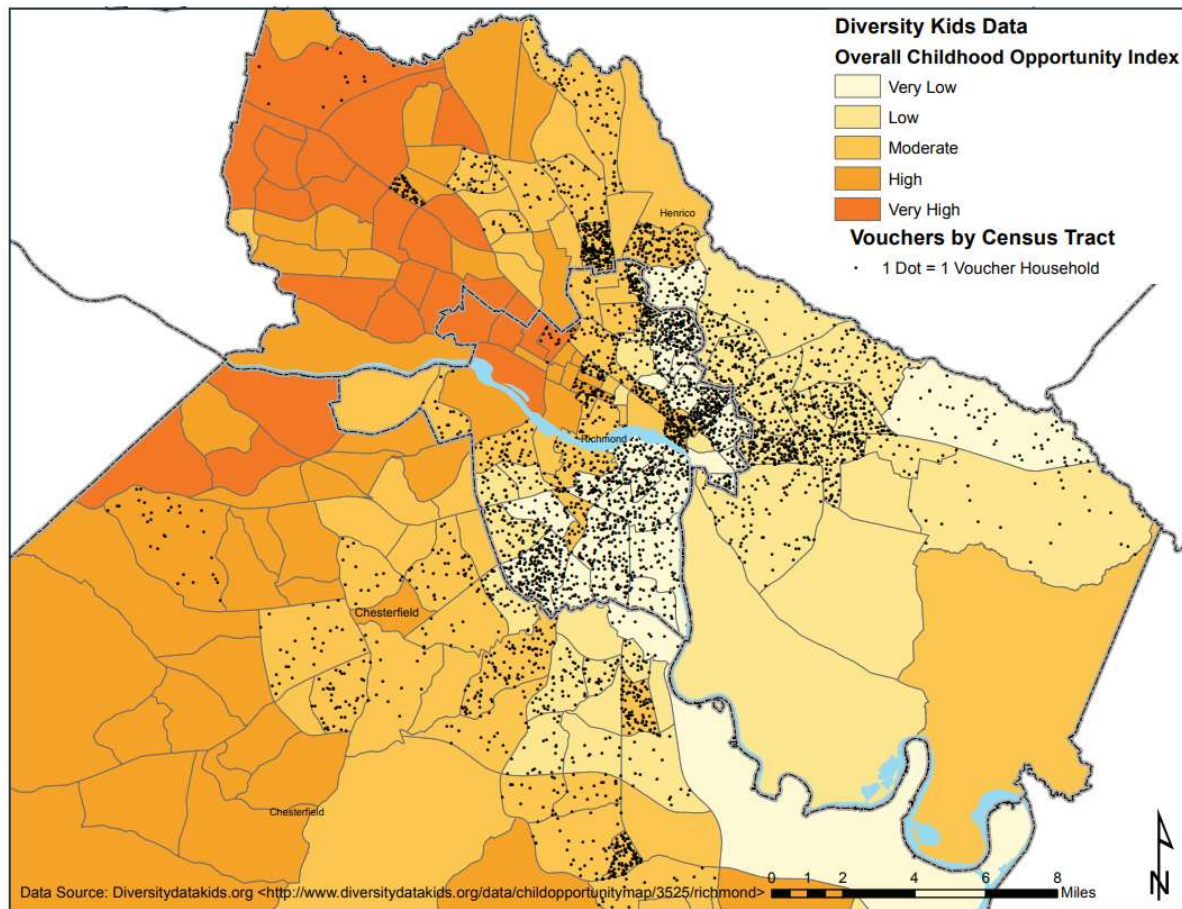 Diversity Kids Data
Overall Childhood Opportunity Index
Very Low
Low
Moderate
High
Very High
Vouchers by Census Tract
1 Dot = 1 Voucher Household
Henrico
Richmond
Chesterfield
Chesterfield
Data Source: Diversitydatakids.org <http://www.diversitydatakids.org/data/childopportunitymap/3525/richmond>
0 2 4 6 8
Miles
N